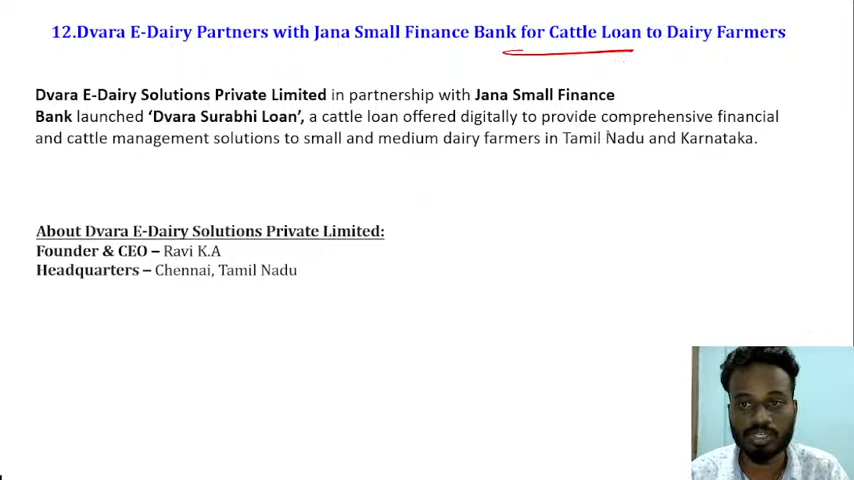 12.Dvara E-Dairy Partners with Jana Small Finance Bank for Cattle Loan to Dairy Farmers
Dvara E-Dairy Solutions Private Limited in partnership with Jana Small Finance
Bank launched ‘Dvara Surabhi Loan’, a cattle loan offered digitally to provide comprehensive financial
and cattle management solutions to small and medium dairy farmers in Tamil Nadu and Karnataka.
About Dvara E-Dairy Solutions Private Limited:
Founder & CEO – Ravi K.A
Headquarters – Chennai, Tamil Nadu